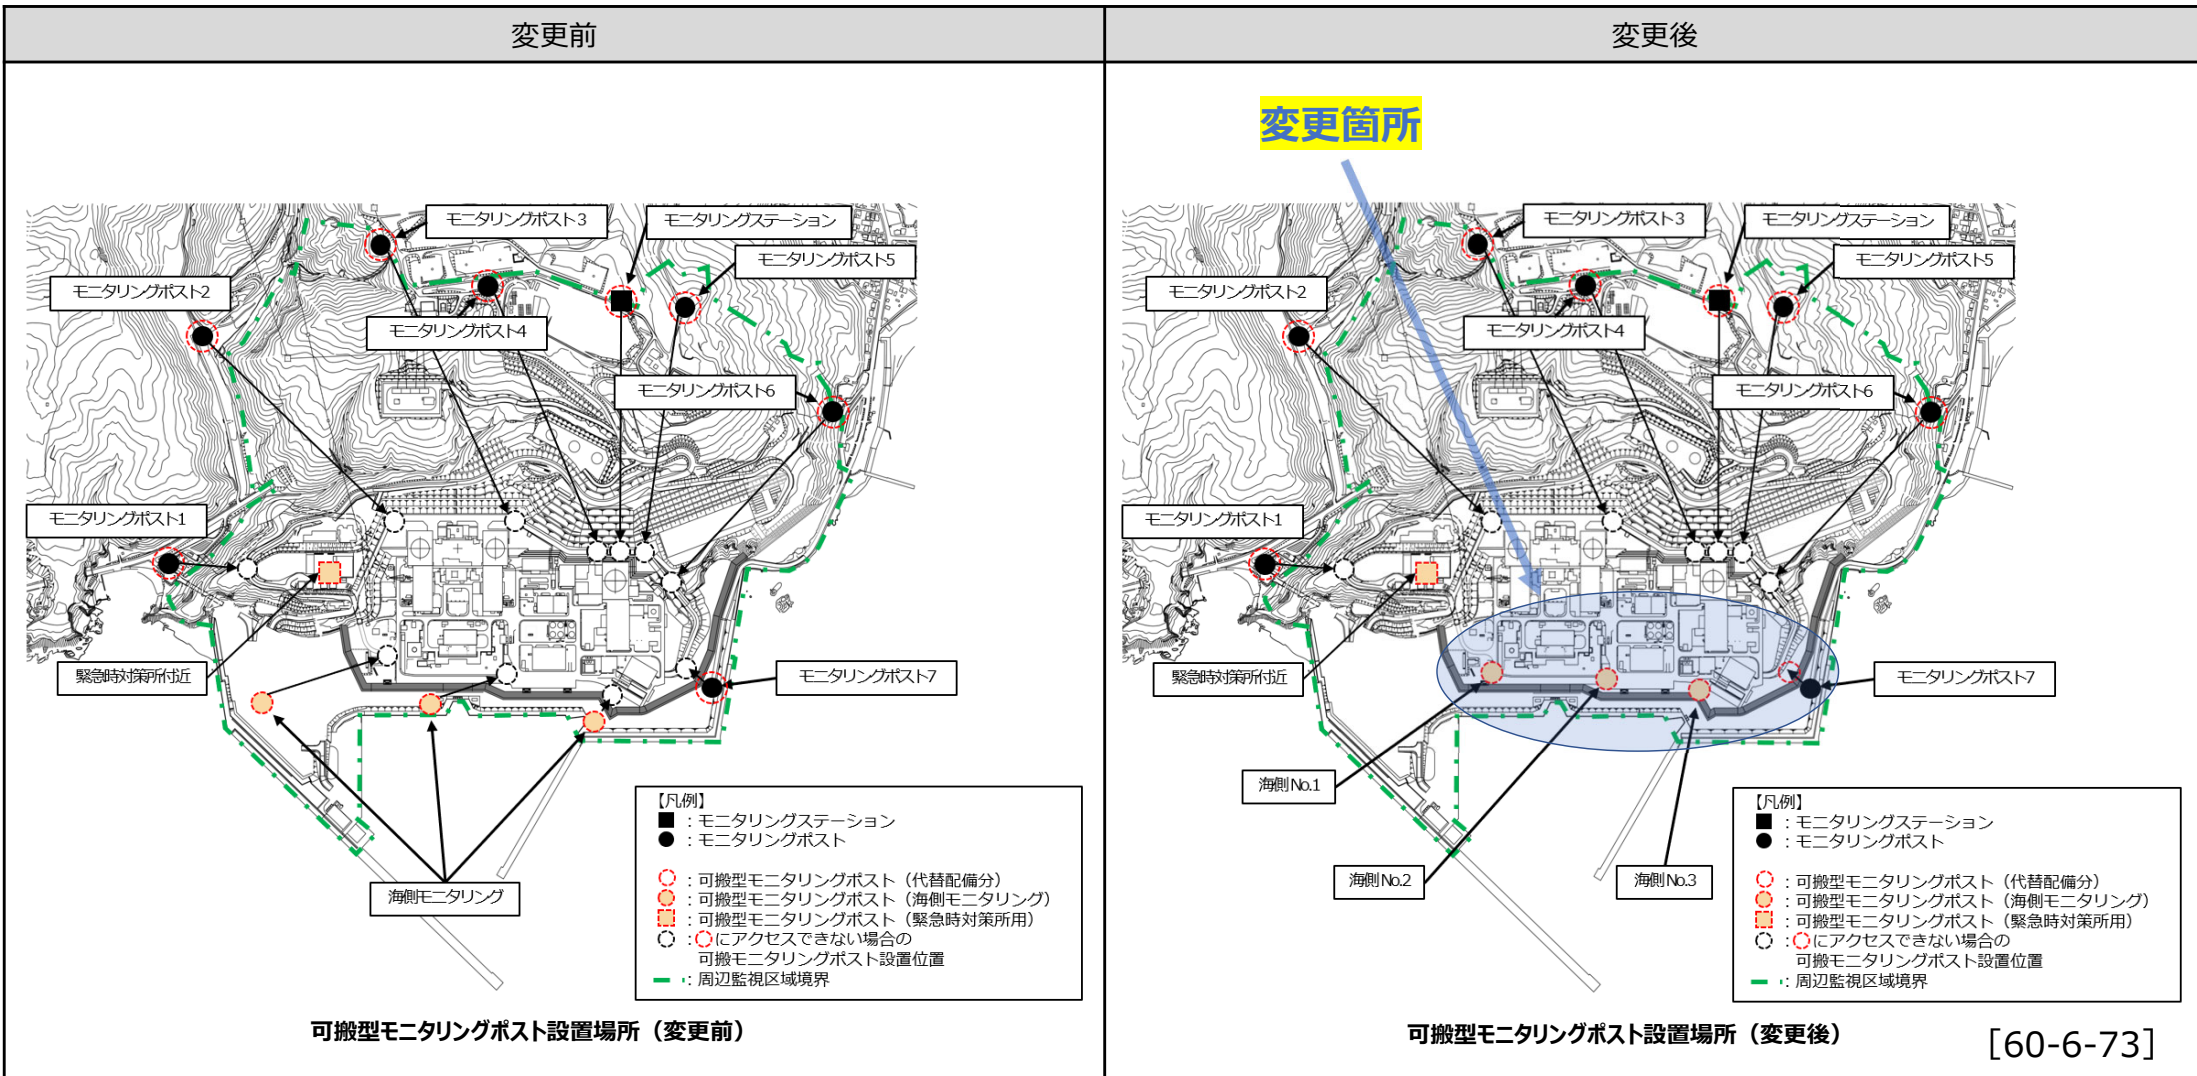 変更前
変更後
モニタリングポスト3
モニタリングステーション
モニタリングポスト5
モニタリングポスト2
モニタリングポスト4
モニタリングポスト6
モニタリングポスト1
緊急時対策所付近
モニタリングポスト7
海側モニタリング
【凡例】
：モニタリングステーション
：モニタリングポスト
：可搬型モニタリングポスト（代替配備分）
：可搬型モニタリングポスト（海側モニタリング）
：可搬型モニタリングポスト（緊急時対策所用）
：○にアクセスできない場合の
可搬モニタリングポスト設置位置
：周辺監視区域境界
可搬型モニタリングポスト設置場所（変更前）
変更箇所
モニタリングポスト3
モニタリングステーション
モニタリングポスト5
モニタリングポスト2
モニタリングポスト4
モニタリングポスト6
モニタリングポスト1
緊急時対策所付近
モニタリングポスト7
海側No.1
海側No.2
海側No.3
【凡例】
：モニタリングステーション
：モニタリングポスト
：可搬型モニタリングポスト（代替配備分）
：可搬型モニタリングポスト（海側モニタリング）
：可搬型モニタリングポスト（緊急時対策所用）
：○にアクセスできない場合の
可搬モニタリングポスト設置位置
：周辺監視区域境界
可搬型モニタリングポスト設置場所（変更後）
［60-6-73］